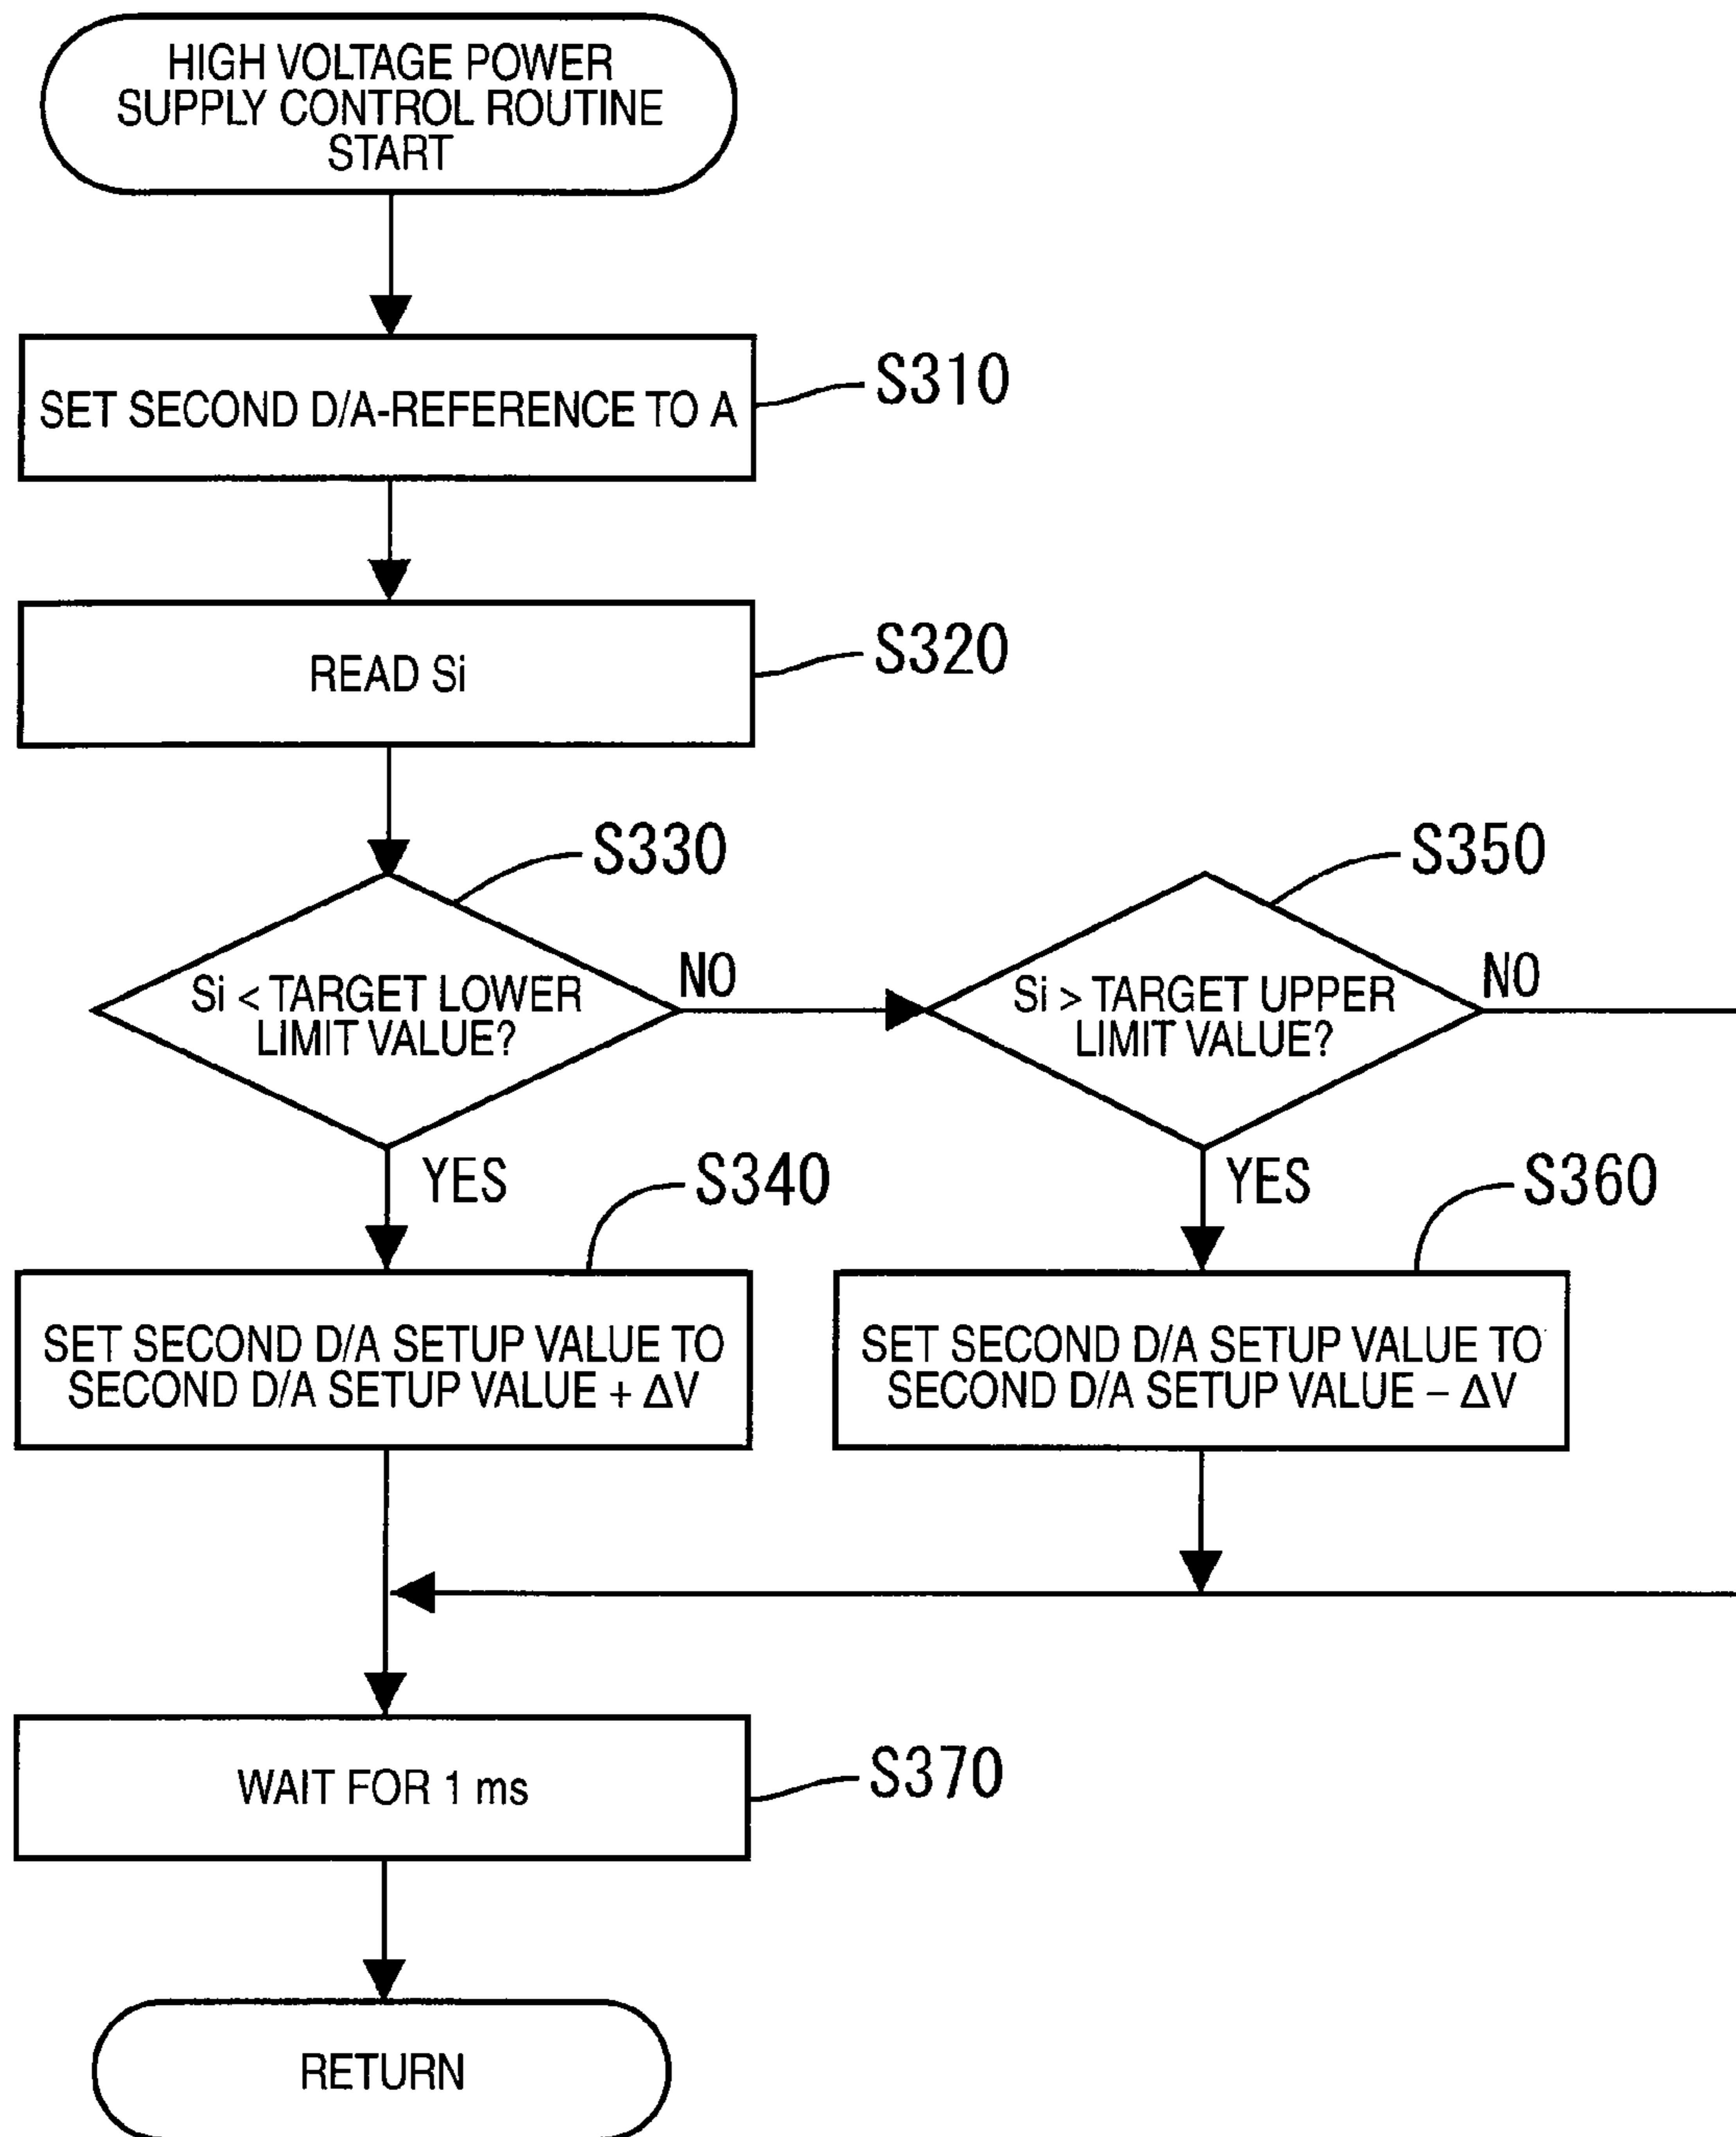 HIGH VOLTAGE POWER
SUPPLY CONTROL ROUTINE
START
SET SECOND D/A-REFERENCE TO A
S310
READ Si
S320
S330
Si < TARGET LOWER
LIMIT VALUE?
NO
YES
S350
Si > TARGET UPPER
LIMIT VALUE?
NO
YES
S340
SET SECOND D/A SETUP VALUE TO
SECOND D/A SETUP VALUE + ΔV
S360
SET SECOND D/A SETUP VALUE TO
SECOND D/A SETUP VALUE – ΔV
WAIT FOR 1 ms
S370
RETURN